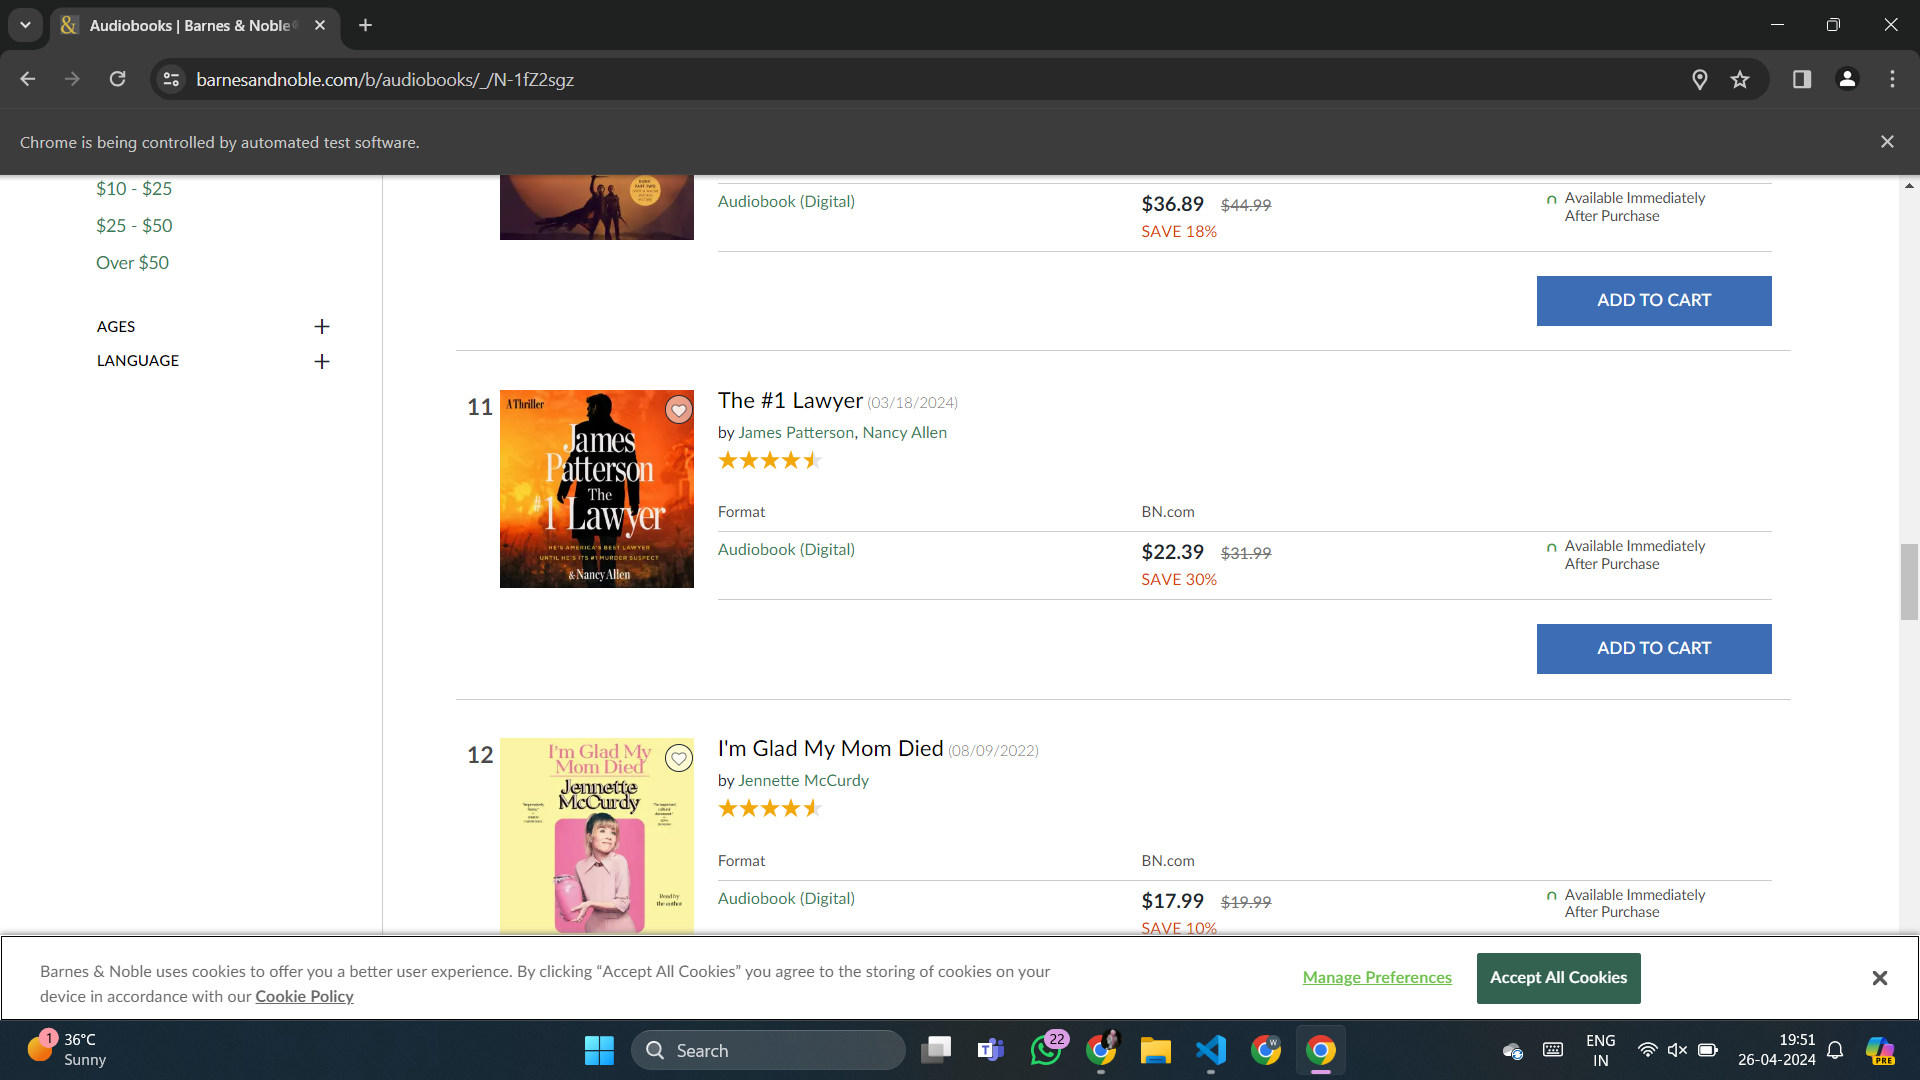 Audiobooks | Barnes & Noble®
barnesandnoble.com/b/audiobooks/_/N-1fZ2sgz
Chrome is being controlled by automated test software.
$10 - $25
$25 - $50
Over $50
AGES
LANGUAGE
Audiobook (Digital)
$36.89 $44.99
SAVE 18%
Available Immediately
After Purchase
ADD TO CART
11
A Thriller
James
Patterson
The
#1 Lawyer
HE'S AMERICA'S BEST LAWYER
UNTIL HE'S ITS #1 MURDER SUSPECT
& Nancy Allen
The #1 Lawyer (03/18/2024)
by James Patterson, Nancy Allen
Format BN.com
Audiobook (Digital)
$22.39 $31.99
SAVE 30%
Available Immediately
After Purchase
ADD TO CART
12
I'm Glad My
Mom Died
Jennette
McCurdy
Read by
the author
I'm Glad My Mom Died (08/09/2022)
by Jennette McCurdy
Format BN.com
Audiobook (Digital)
$17.99 $19.99
SAVE 10%
Available Immediately
After Purchase
Barnes & Noble uses cookies to offer you a better user experience. By clicking “Accept All Cookies” you agree to the storing of cookies on your
device in accordance with our Cookie Policy
Manage Preferences
Accept All Cookies
1
36°C
Sunny
Search
22
W
ENG
IN
19:51
26-04-2024
PRE